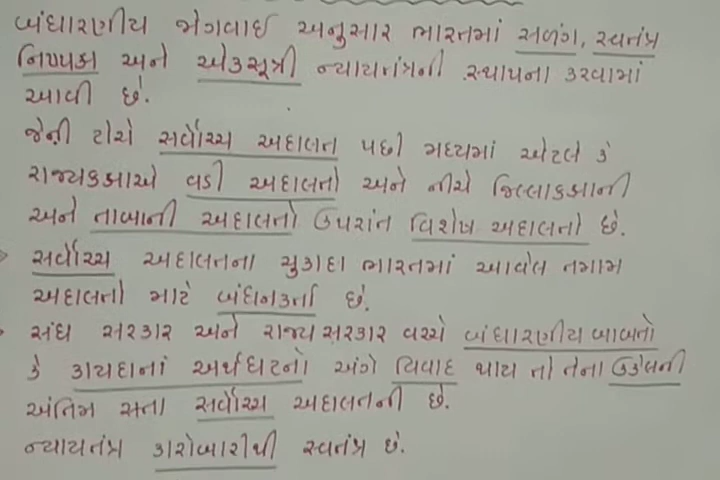 બંધારણીય જોગવાઈ અનુસાર ભારતમાં સળંગ, સ્વતંત્ર
નિષ્પક્ષ અને એકસૂત્રી ન્યાયતંત્રની સ્થાપના કરવામાં
આવી છે.
જેની ટોચે સર્વોચ્ચ અદાલત પછી મધ્યમાં એટલે કે
રાજ્યકક્ષાએ વડી અદાલતો અને નીચે જિલ્લાકક્ષાની
અને તાબાની અદાલતો ઉપરાંત વિશેષ અદાલતો છે.
સર્વોચ્ચ અદાલતના ચુકાદા ભારતમાં આવેલ તમામ
અદાલતો માટે બંધનકર્તા છે.
સંઘ સરકાર અને રાજ્ય સરકાર વચ્ચે બંધારણીય બાબતો
કે કાયદાનાં અર્થઘટનો અંગે વિવાદ થાય તો તેના ઉકેલની
અંતિમ સત્તા સર્વોચ્ચ અદાલતની છે.
ન્યાયતંત્ર કારોબારીથી સ્વતંત્ર છે.